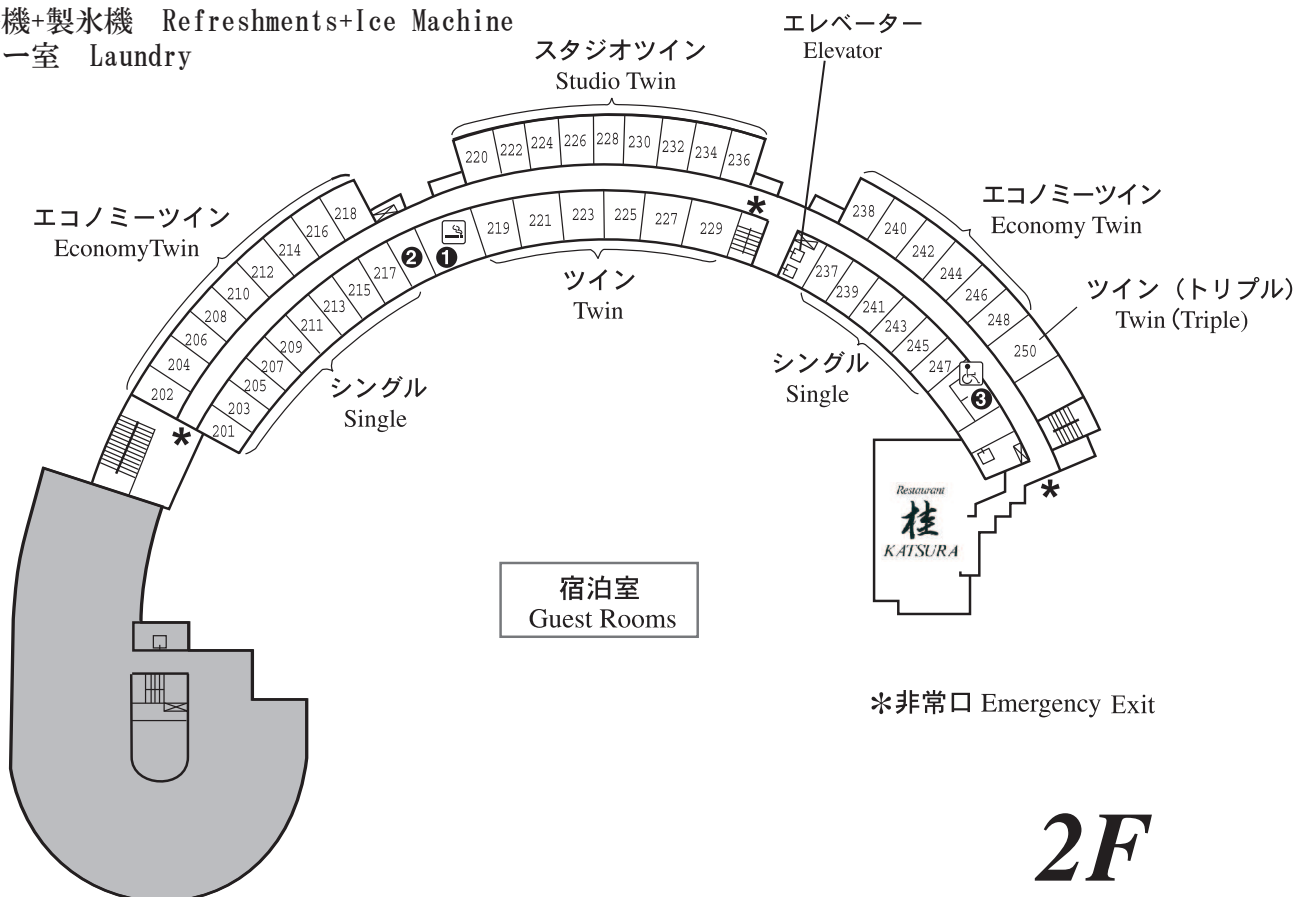 機+製氷機 Refreshments+Ice Machine
ー室 Laundry
エレベーター
Elevator
スタジオツイン
Studio Twin
220 222 224 226 228 230 232 234 236
エコノミーツイン
EconomyTwin
エコノミーツイン
Economy Twin
202 204 206 208 210 212 214 216 218
238 240 242 244 246 248 250
ツイン(トリプル)
Twin(Triple)
201 203 205 207 209 211 213 215 217
❷ ❶
219 221 223 225 227 229
*
ツイン
Twin
237 239 241 243 245 247
❸
シングル
Single
シングル
Single
*
*
Restaurant
桂
KATSURA
宿泊室
Guest Rooms
*非常口 Emergency Exit
2F